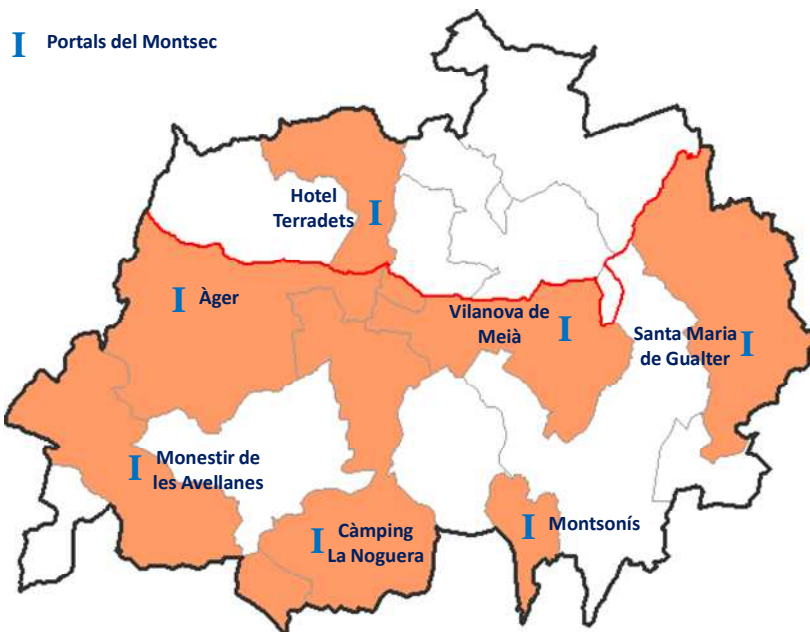 I Portals del Montsec
Hotel
Terradets I
I Àger
Vilanova de
Meià I
Santa Maria
de Gualter I
I Monestir de
les Avellanes
I Càmping
La Noguera
I Montsonís